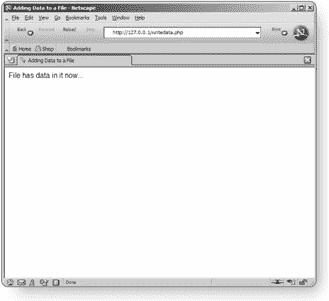 Adding Data to a File - Netscape
File Edit View Go Bookmarks Tools Window Help
Back Reload
http://127.0.0.1/writedata.php
Home Shop Bookmarks
Adding Data to a File
File has data in it now...
Done